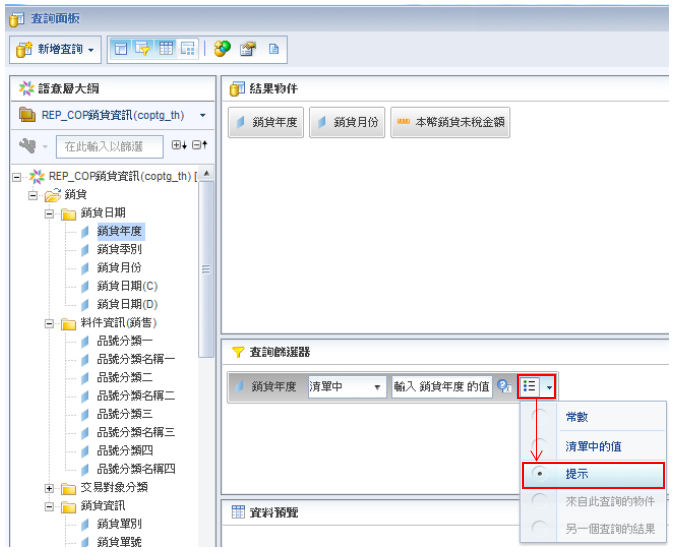 查詢面板
新增查詢
語意層大綱
REP_COP銷貨資訊(coptg_th)
在此輸入以篩選
REP_COP銷貨資訊(coptg_th) [
銷貨
銷貨日期
銷貨年度
銷貨季別
銷貨月份
銷貨日期(C)
銷貨日期(D)
料件資訊(銷售)
品號分類一
品號分類名稱一
品號分類二
品號分類名稱二
品號分類三
品號分類名稱三
品號分類四
品號分類名稱四
交易對象分類
銷貨資訊
銷貨單別
銷貨單號
結果物件
銷貨年度 銷貨月份 本幣銷貨未稅金額
查詢篩選器
銷貨年度 清單中 輸入 銷貨年度 的值
常數
清單中的值
提示
來自此查詢的物件
另一個查詢的結果
資料預覽